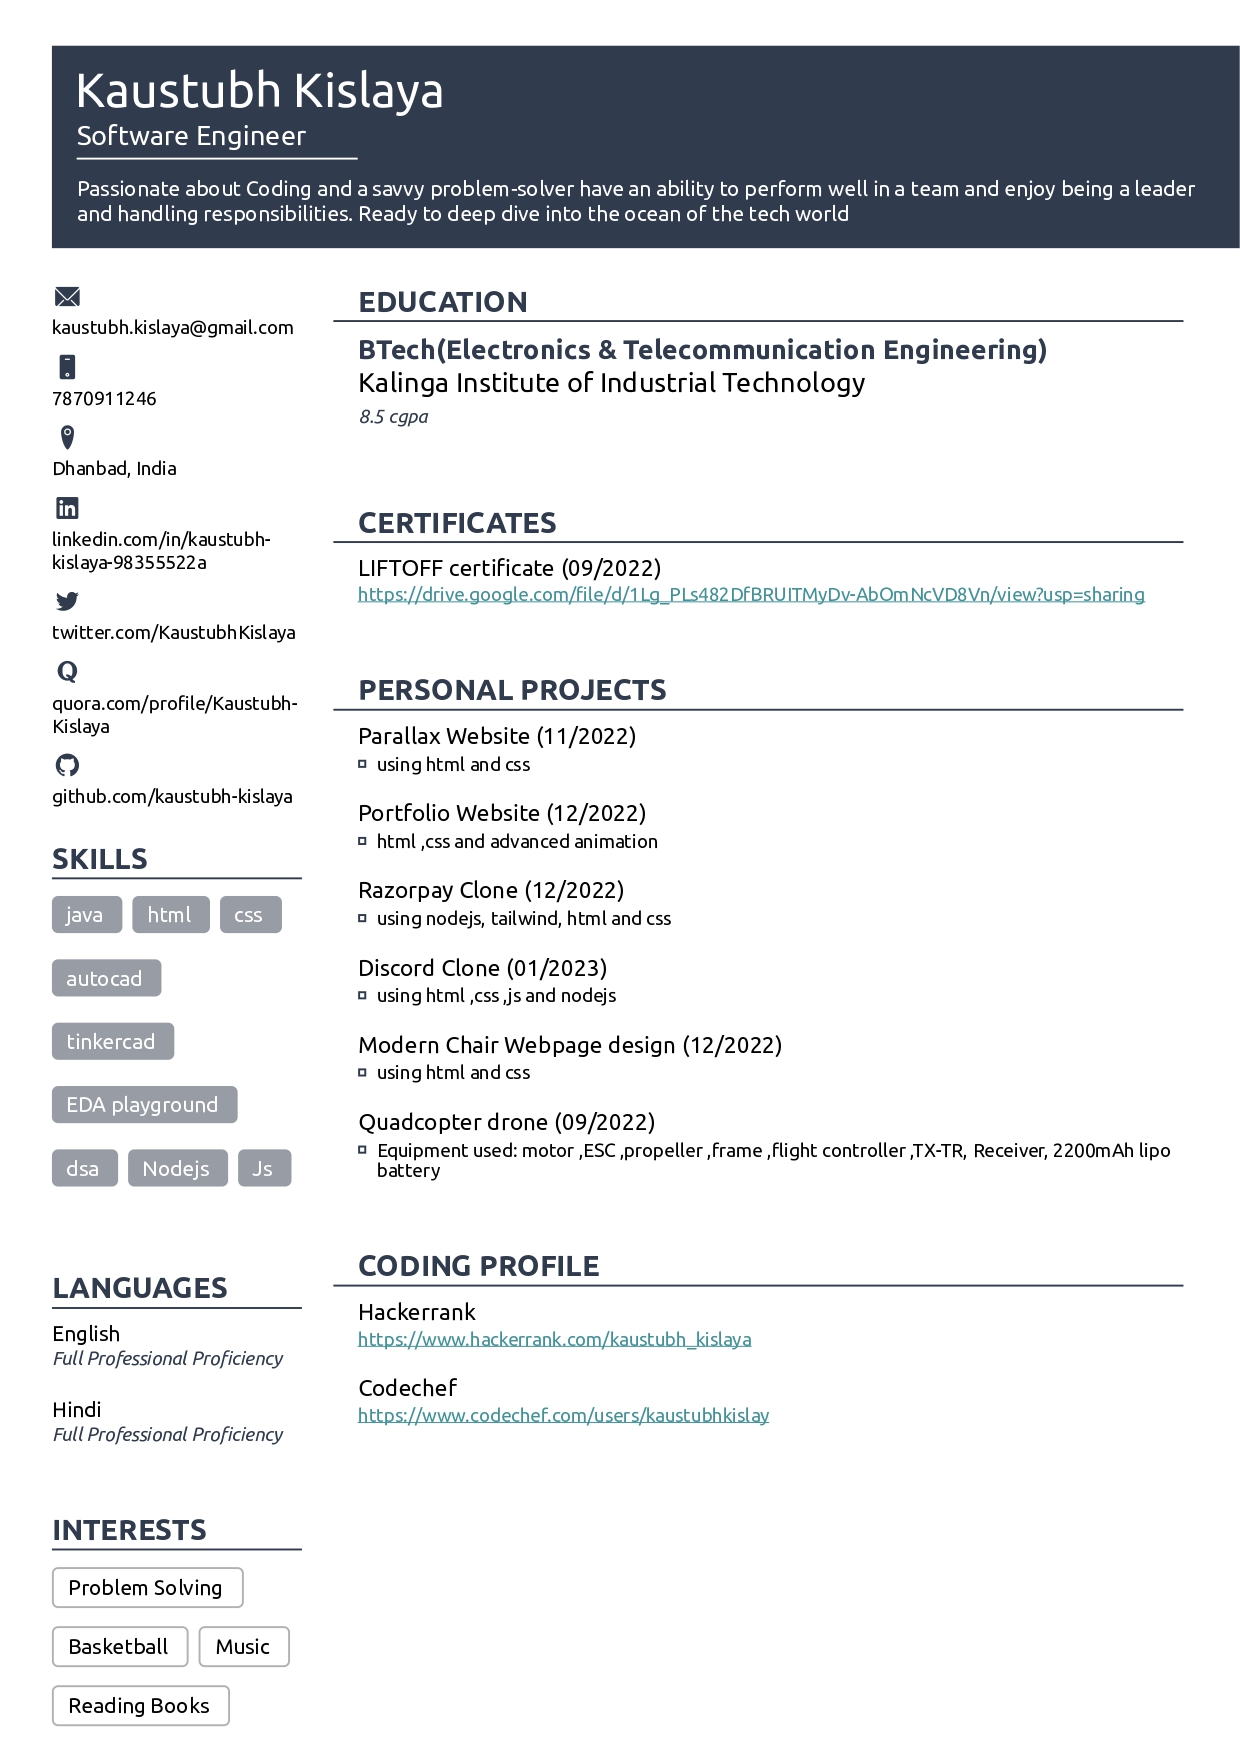 Kaustubh Kislaya
Software Engineer
Passionate about Coding and a savvy problem-solver have an ability to perform well in a team and enjoy being a leader
and handling responsibilities. Ready to deep dive into the ocean of the tech world
kaustubh.kislaya@gmail.com
7870911246
Dhanbad, India
linkedin.com/in/kaustubh-
kislaya-98355522a
twitter.com/KaustubhKislaya
quora.com/profile/Kaustubh-
Kislaya
github.com/kaustubh-kislaya
SKILLS
java html css
autocad
tinkercad
EDA playground
dsa Nodejs Js
LANGUAGES
English
Full Professional Proficiency
Hindi
Full Professional Proficiency
INTERESTS
Problem Solving
Basketball Music
Reading Books
EDUCATION
BTech(Electronics & Telecommunication Engineering)
Kalinga Institute of Industrial Technology
8.5 cgpa
CERTIFICATES
LIFTOFF certificate (09/2022)
https://drive.google.com/file/d/1Lg_PLs482DfBRUITMyDv-AbOmNcVD8Vn/view?usp=sharing
PERSONAL PROJECTS
Parallax Website (11/2022)
using html and css
Portfolio Website (12/2022)
html ,css and advanced animation
Razorpay Clone (12/2022)
using nodejs, tailwind, html and css
Discord Clone (01/2023)
using html ,css ,js and nodejs
Modern Chair Webpage design (12/2022)
using html and css
Quadcopter drone (09/2022)
Equipment used: motor ,ESC ,propeller ,frame ,flight controller ,TX-TR, Receiver, 2200mAh lipo
battery
CODING PROFILE
Hackerrank
https://www.hackerrank.com/kaustubh_kislaya
Codechef
https://www.codechef.com/users/kaustubhkislay